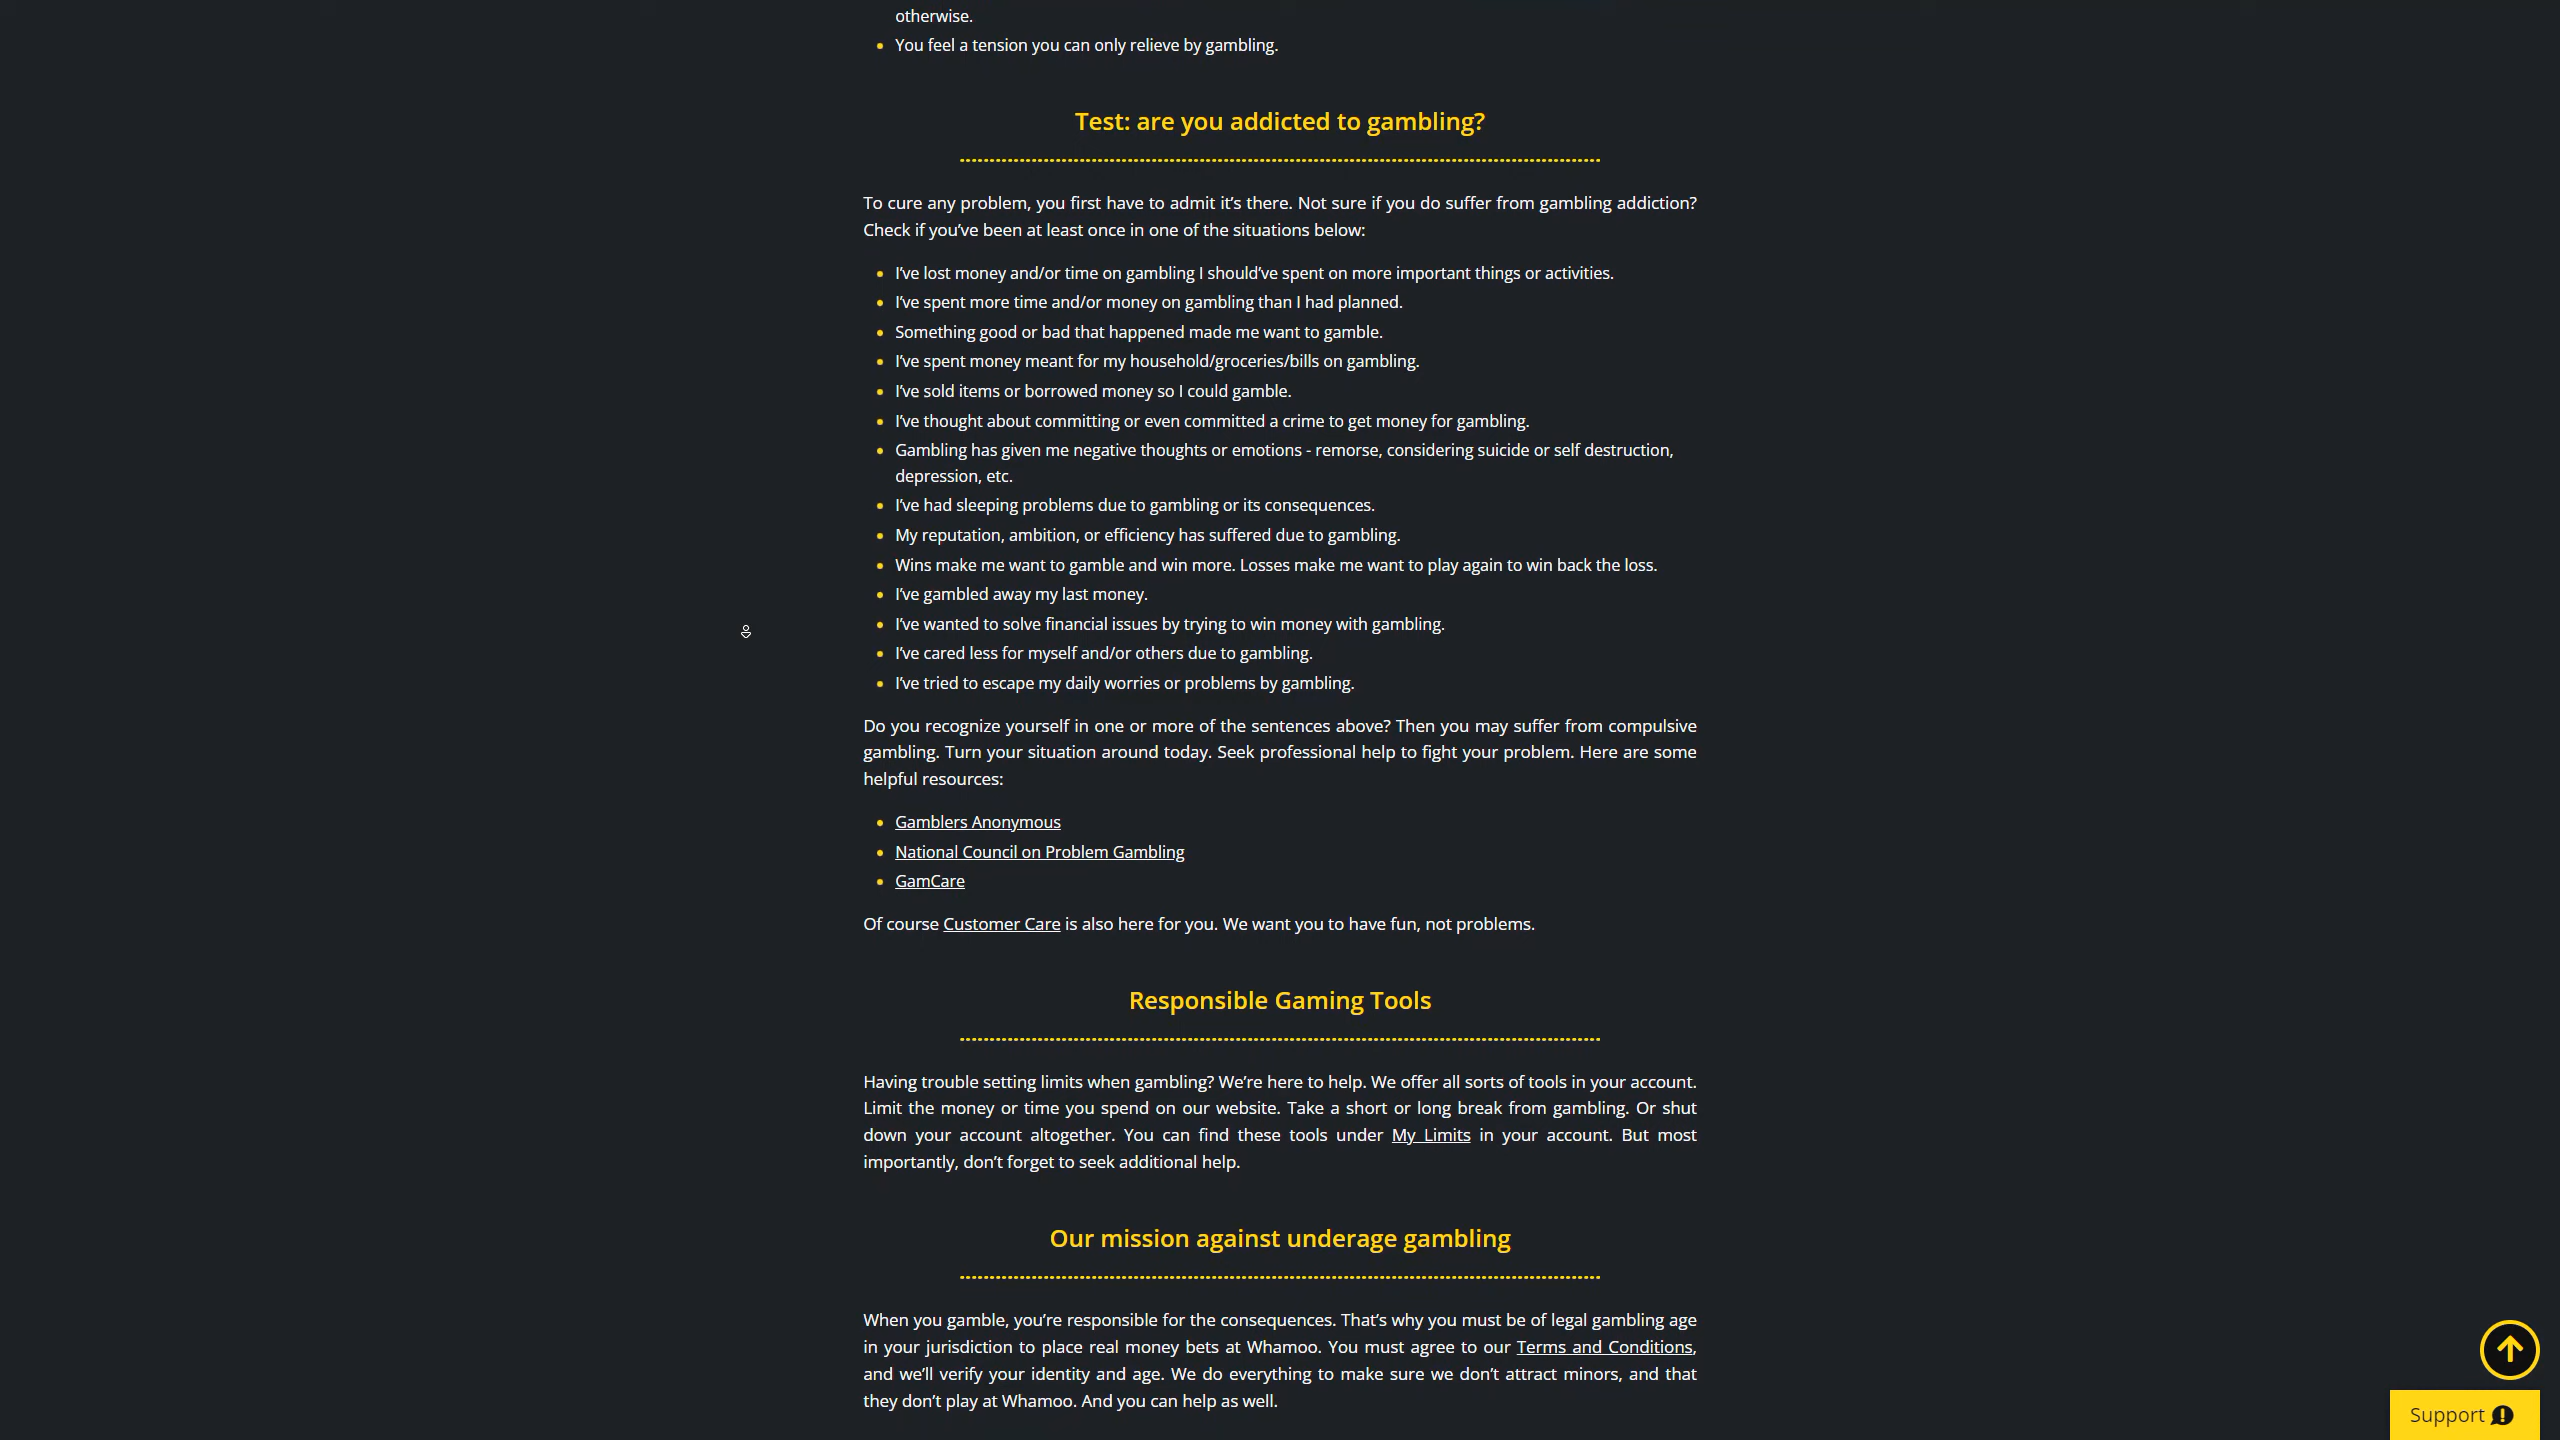 otherwise.
You feel a tension you can only relieve by gambling.
Test: are you addicted to gambling?
To cure any problem, you first have to admit it’s there. Not sure if you do suffer from gambling addiction?
Check if you’ve been at least once in one of the situations below:
I’ve lost money and/or time on gambling I should’ve spent on more important things or activities.
I’ve spent more time and/or money on gambling than I had planned.
Something good or bad that happened made me want to gamble.
I’ve spent money meant for my household/groceries/bills on gambling.
I’ve sold items or borrowed money so I could gamble.
I’ve thought about committing or even committed a crime to get money for gambling.
Gambling has given me negative thoughts or emotions - remorse, considering suicide or self destruction,
depression, etc.
I’ve had sleeping problems due to gambling or its consequences.
My reputation, ambition, or efficiency has suffered due to gambling.
Wins make me want to gamble and win more. Losses make me want to play again to win back the loss.
I’ve gambled away my last money.
I’ve wanted to solve financial issues by trying to win money with gambling.
I’ve cared less for myself and/or others due to gambling.
I’ve tried to escape my daily worries or problems by gambling.
Do you recognize yourself in one or more of the sentences above? Then you may suffer from compulsive
gambling. Turn your situation around today. Seek professional help to fight your problem. Here are some
helpful resources:
Gamblers Anonymous
National Council on Problem Gambling
GamCare
Of course Customer Care is also here for you. We want you to have fun, not problems.
Responsible Gaming Tools
Having trouble setting limits when gambling? We’re here to help. We offer all sorts of tools in your account.
Limit the money or time you spend on our website. Take a short or long break from gambling. Or shut
down your account altogether. You can find these tools under My Limits in your account. But most
importantly, don’t forget to seek additional help.
Our mission against underage gambling
When you gamble, you’re responsible for the consequences. That’s why you must be of legal gambling age
in your jurisdiction to place real money bets at Whamoo. You must agree to our Terms and Conditions,
and we’ll verify your identity and age. We do everything to make sure we don’t attract minors, and that
they don’t play at Whamoo. And you can help as well.
Support